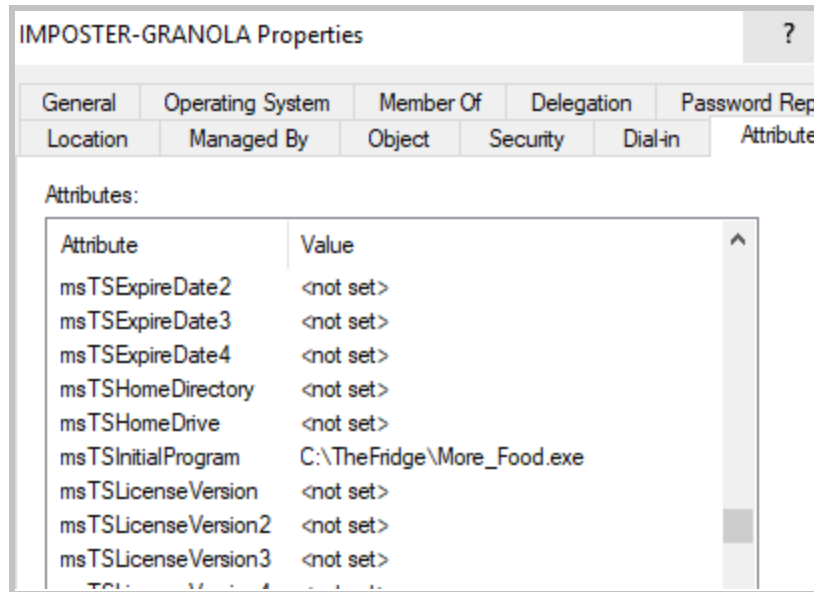 IMPOSTER-GRANOLA Properties ?
General Operating System Member Of Delegation Password Rep
Location Managed By Object Security Dial-in Attribute
Attributes:
Attribute Value
msTSExpireDate2 <not set>
msTSExpireDate3 <not set>
msTSExpireDate4 <not set>
msTSHomeDirectory <not set>
msTSHomeDrive <not set>
msTSInitialProgram C:\TheFridge\More_Food.exe
msTSLicenseVersion <not set>
msTSLicenseVersion2 <not set>
msTSLicenseVersion3 <not set>